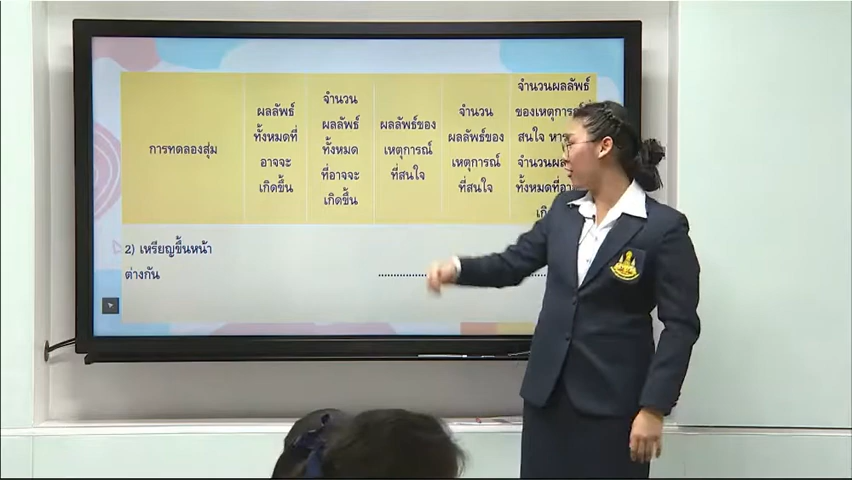 การทดลองสุ่ม
ผลลัพธ์
ทั้งหมดที่
อาจจะ
เกิดขึ้น
จำนวน
ผลลัพธ์
ทั้งหมด
ที่อาจจะ
เกิดขึ้น
ผลลัพธ์ของ
เหตุการณ์
ที่สนใจ
จำนวน
ผลลัพธ์ของ
เหตุการณ์
ที่สนใจ
จำนวนผลลัพธ์
ของเหตุการณ์
สนใจ
จำนวน
ทั้งหมด
2) เหรียญขึ้นหน้า
ต่างกัน